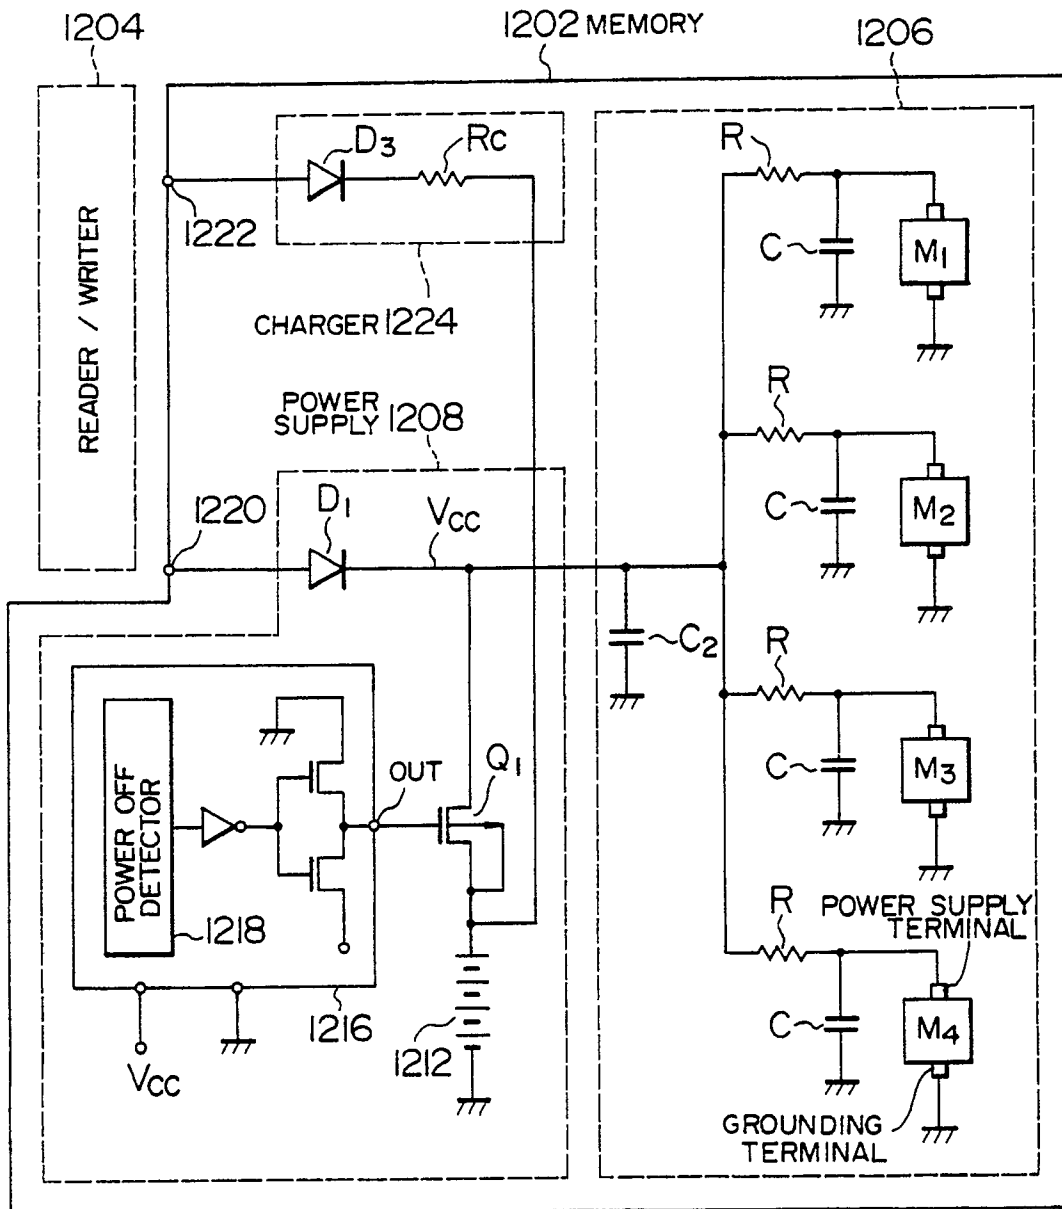 1204
1202 MEMORY
1206
READER / WRITER
D3
RC
1222
CHARGER 1224
R
C
M1
POWER
SUPPLY 1208
R
C
M2
1220
D1
VCC
C2
R
C
M3
POWER OFF
DETECTOR
1218
OUT
Q1
1216
VCC
1212
R
POWER SUPPLY
TERMINAL
C
M4
GROUNDING
TERMINAL